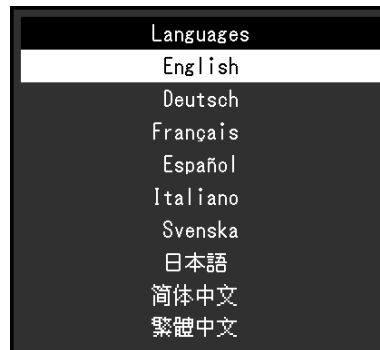 Languages
English
Deutsch
Français
Español
Italiano
Svenska
日本語
简体中文
繁體中文